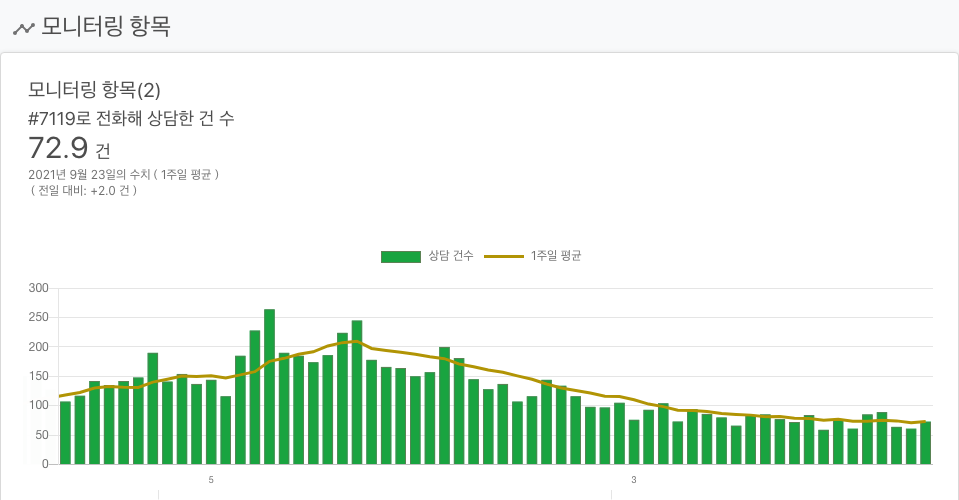 모니터링 항목
모니터링 항목(2)
#7119로 전화해 상담한 건 수
72.9 건
2021년 9월 23일의 수치 ( 1주일 평균 )
( 전일 대비: +2.0 건 )
상담 건수 1주일 평균
300
250
200
150
100
50
0
5 3